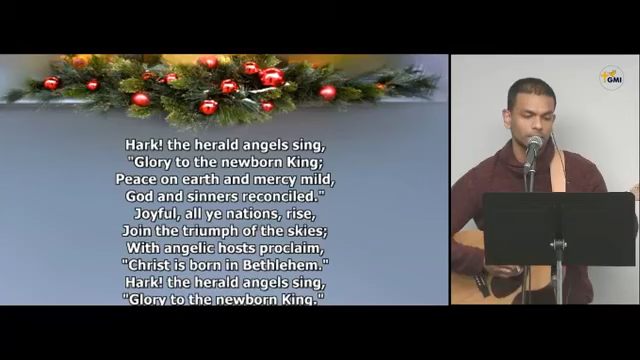 Hark! the herald angels sing,
"Glory to the newborn King;
Peace on earth and mercy mild,
God and sinners reconciled."
Joyful, all ye nations, rise,
Join the triumph of the skies;
With angelic hosts proclaim,
"Christ is born in Bethlehem."
Hark! the herald angels sing,
"Glory to the newborn King."
GMI